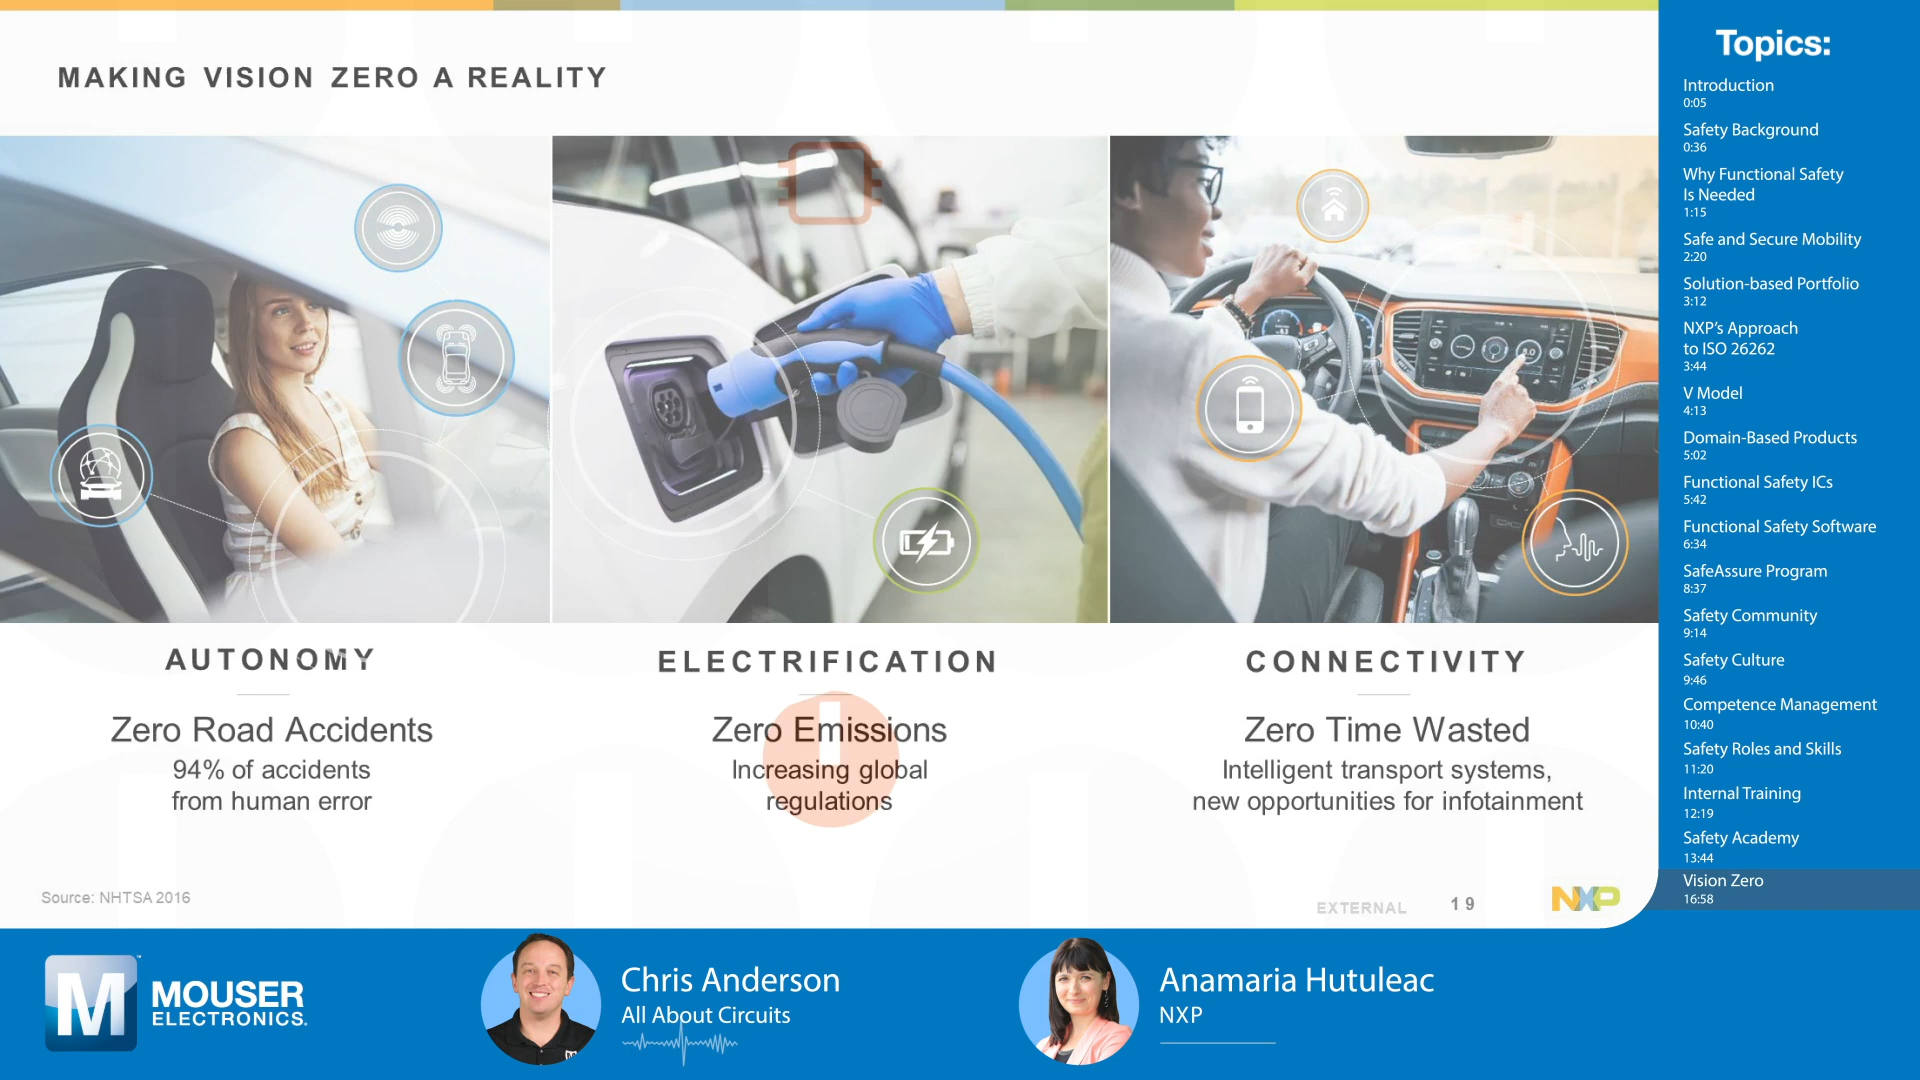 MAKING VISION ZERO A REALITY
AUTONOMY
Zero Road Accidents
94% of accidents
from human error
ELECTRIFICATION
Zero Emissions
Increasing global
regulations
CONNECTIVITY
Zero Time Wasted
Intelligent transport systems,
new opportunities for infotainment
Source: NHTSA 2016
EXTERNAL
19
NXP
Topics:
Introduction
0:05
Safety Background
0:36
Why Functional Safety
Is Needed
1:15
Safe and Secure Mobility
2:20
Solution-based Portfolio
3:12
NXP's Approach
to ISO 26262
3:44
V Model
4:13
Domain-Based Products
5:02
Functional Safety ICs
5:42
Functional Safety Software
6:34
SafeAssure Program
8:37
Safety Community
9:14
Safety Culture
9:46
Competence Management
10:40
Safety Roles and Skills
11:20
Internal Training
12:19
Safety Academy
13:44
Vision Zero
16:58
M
MOUSER
ELECTRONICS.
Chris Anderson
All About Circuits
Anamaria Hutuleac
NXP